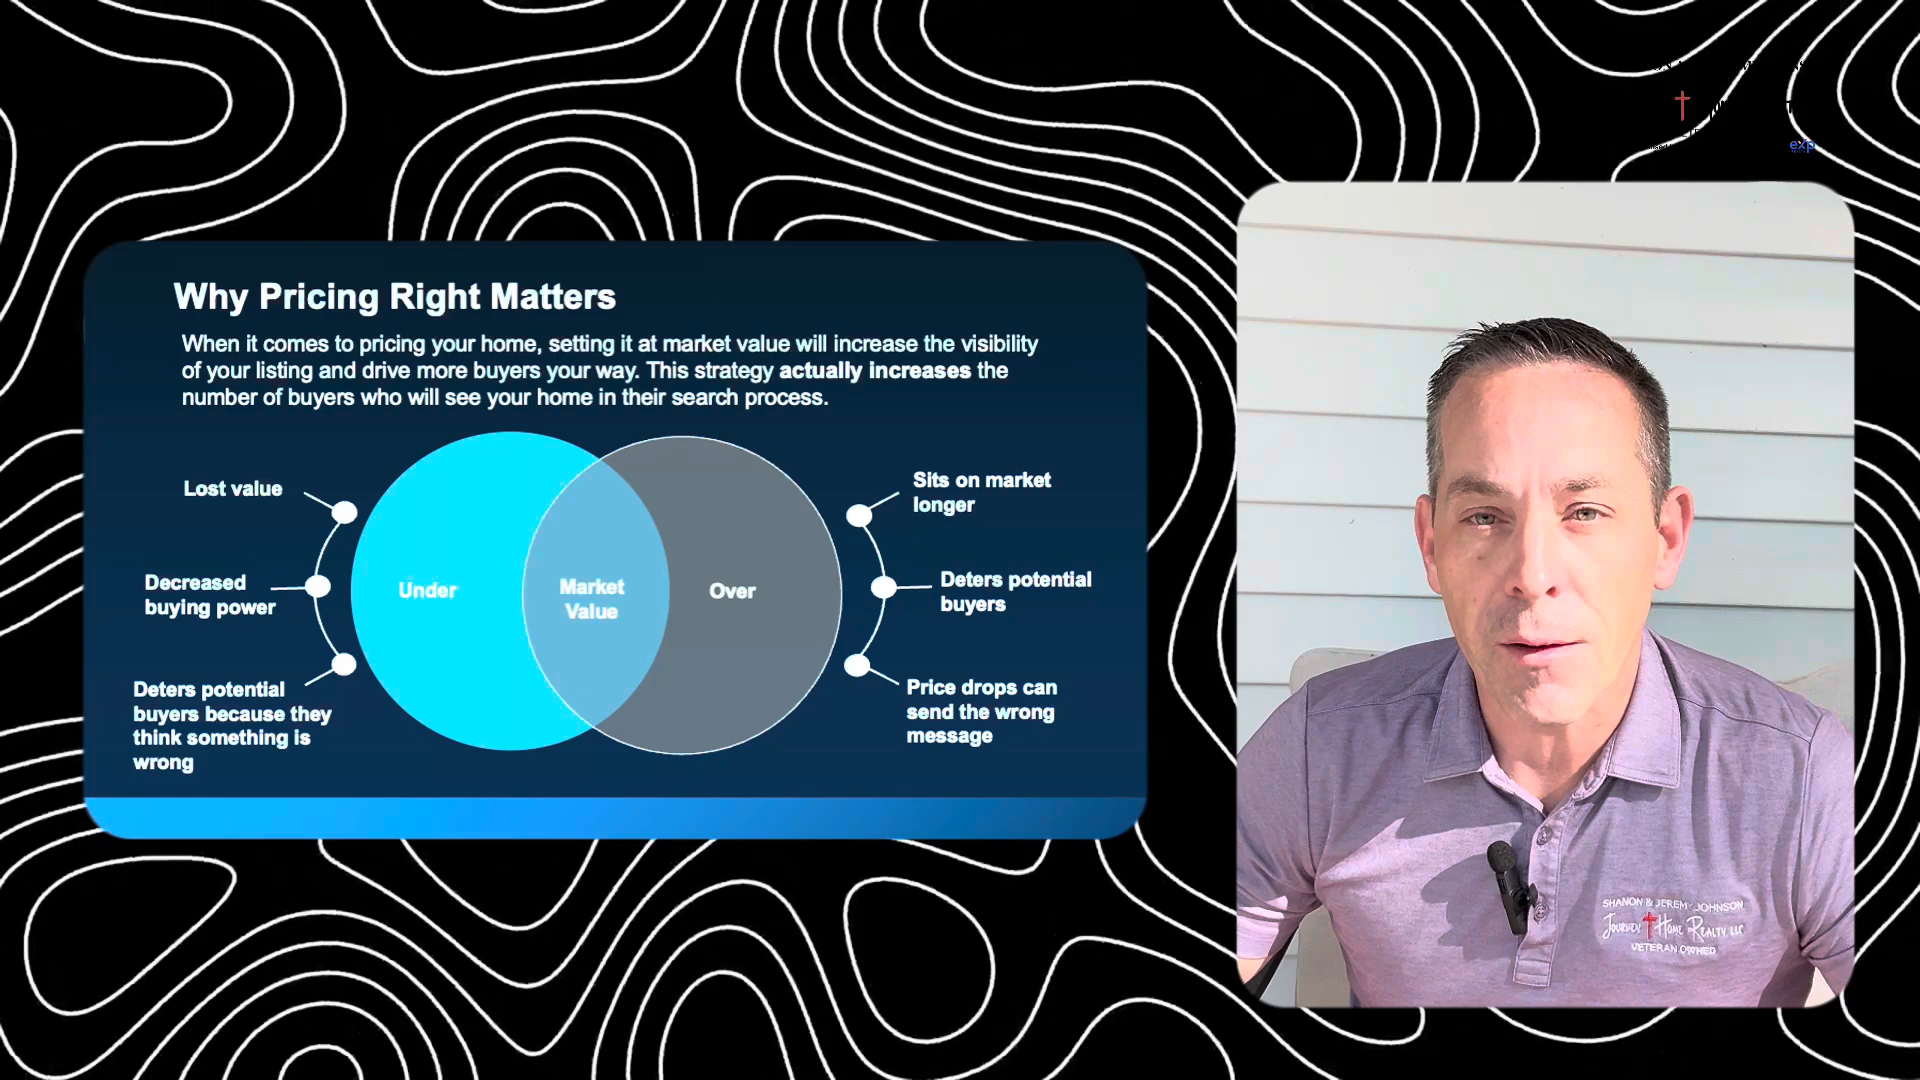 Why Pricing Right Matters
When it comes to pricing your home, setting it at market value will increase the visibility
of your listing and drive more buyers your way. This strategy actually increases the
number of buyers who will see your home in their search process.
Lost value
Decreased
buying power
Deters potential
buyers because they
think something is
wrong
Under
Market
Value
Over
Sits on market
longer
Deters potential
buyers
Price drops can
send the wrong
message
exp
SHANON & JEREMY JOHNSON
JOURNEY HOME REALTY, LLC
VETERAN OWNED